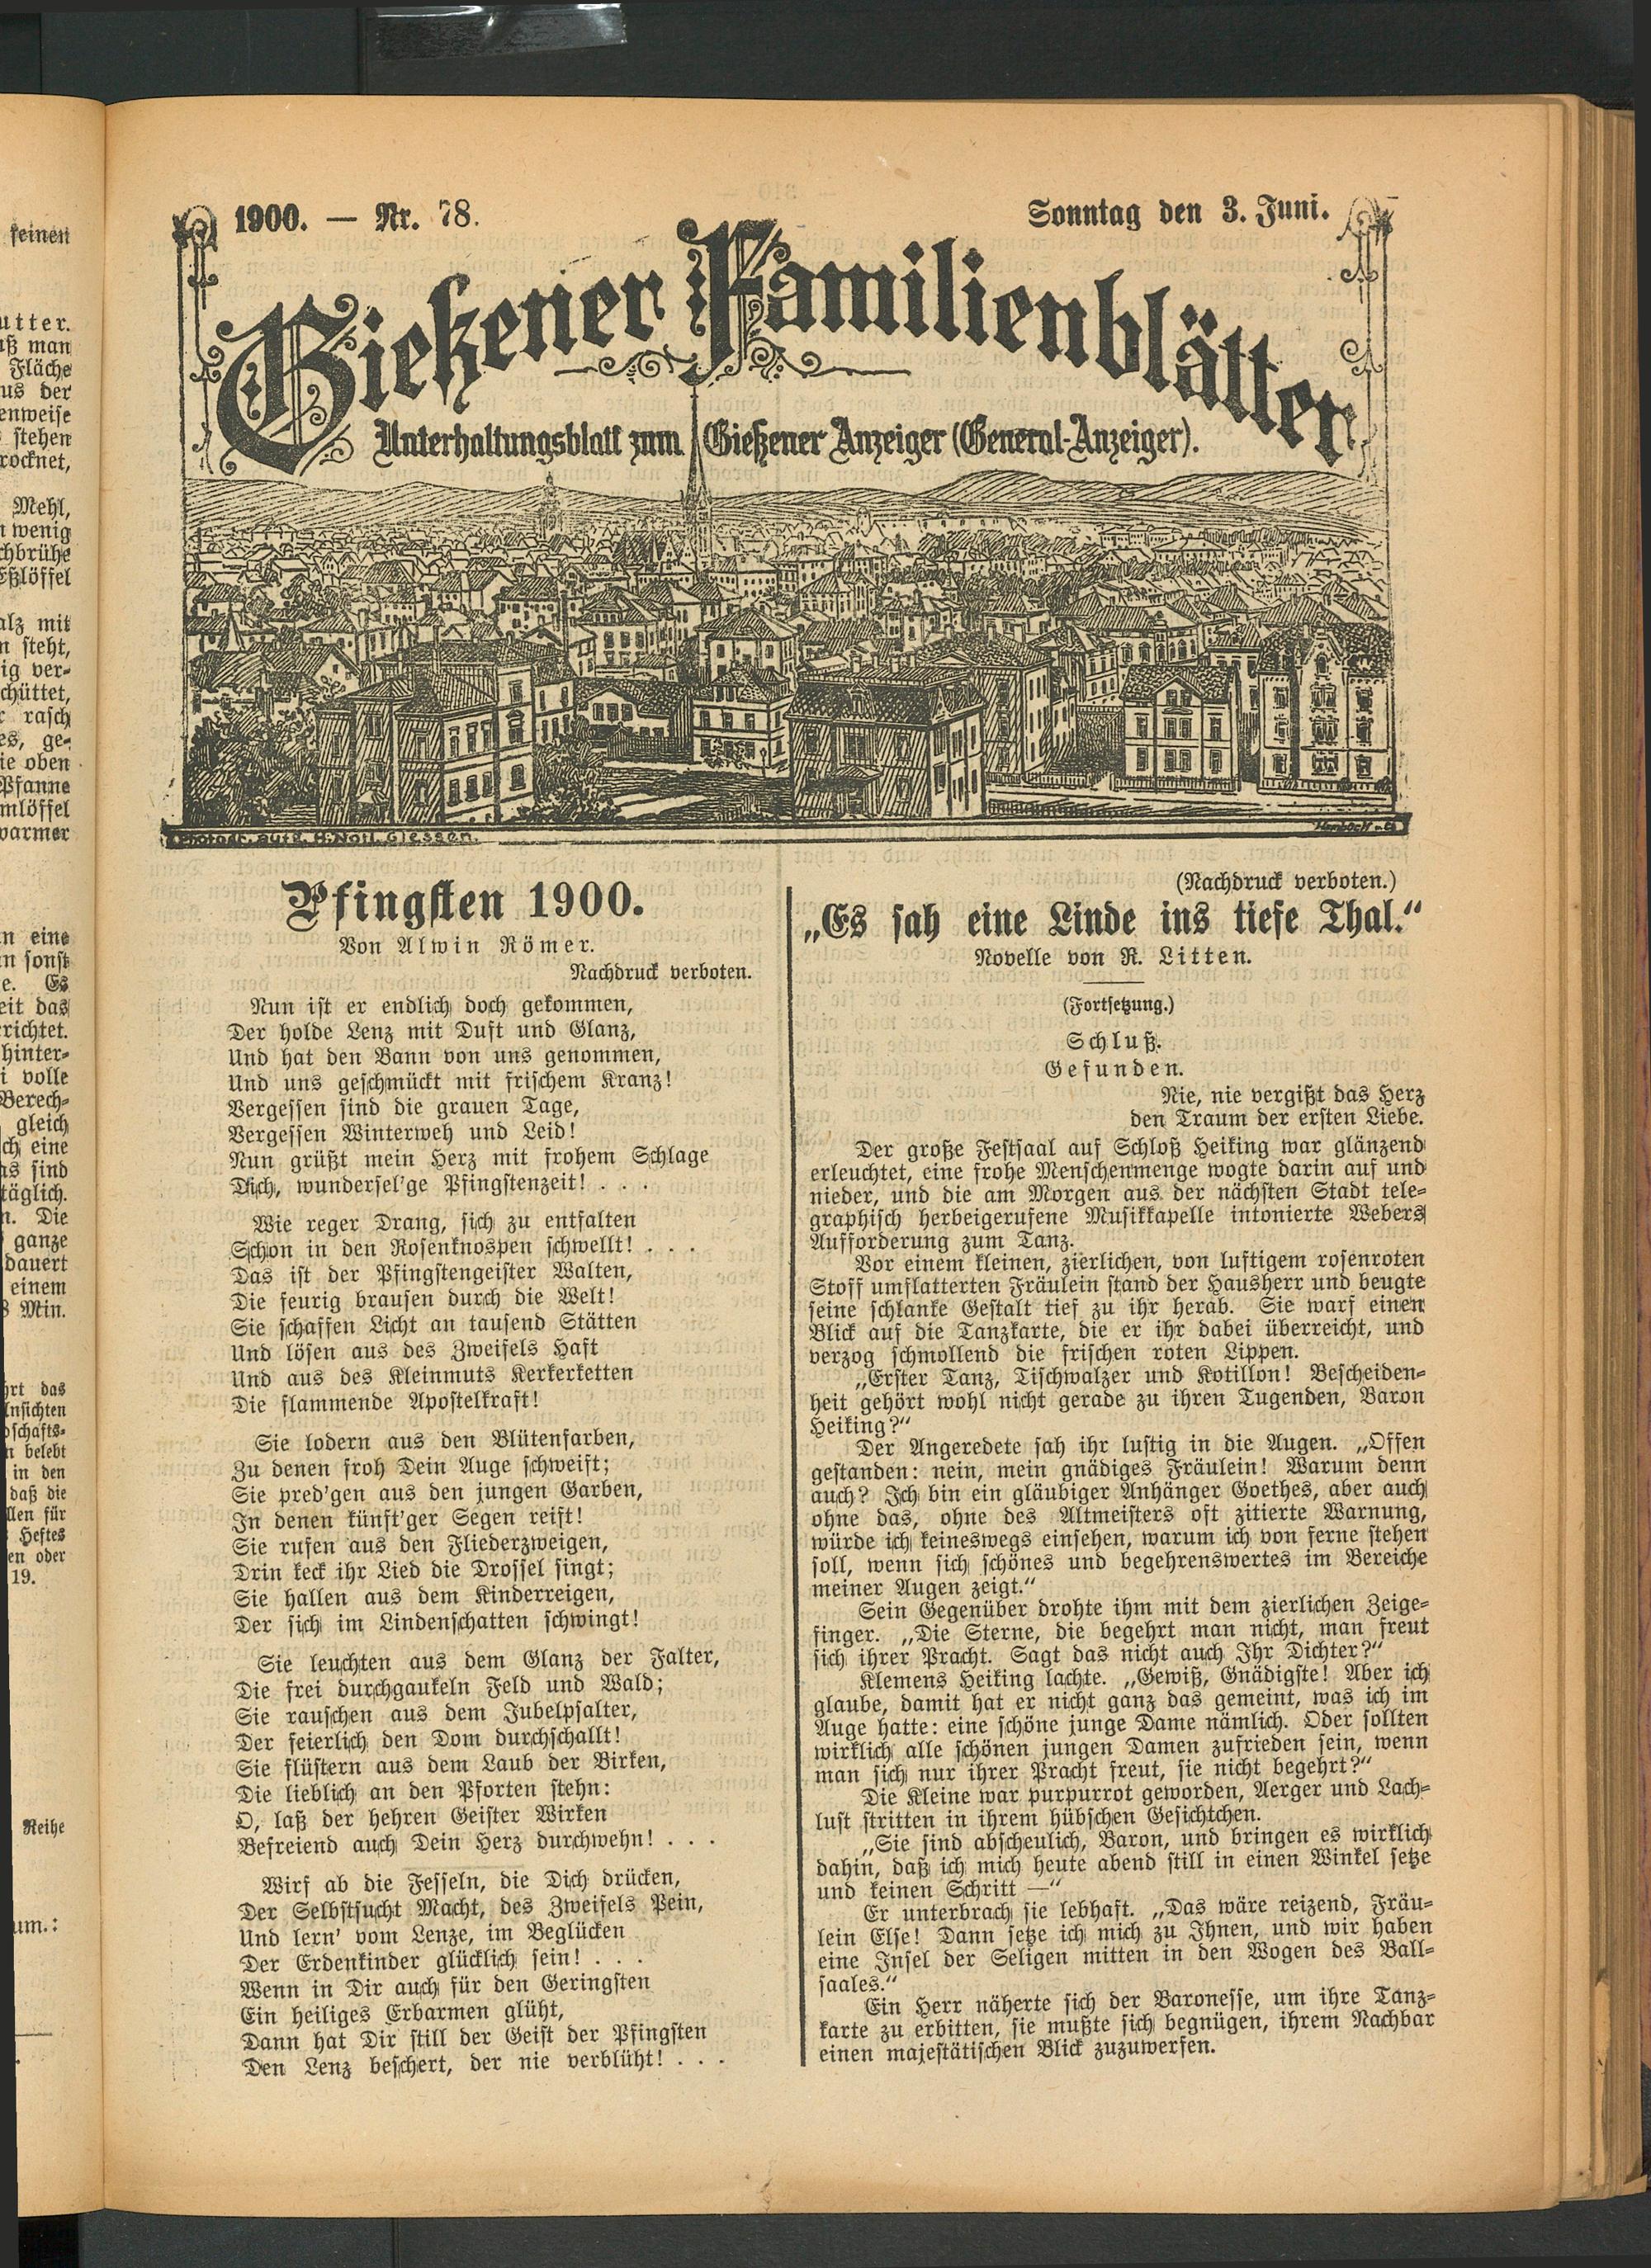 1900. — Nr. 78.
Sonntag den 3. Juni.
Gießener Familienblätter
Unterhaltungsblatt zum Gießener Anzeiger (General-Anzeiger).
Photogr. aufg. H. Noll. Giessen.
Pfingsten 1900.
Von Alwin Römer.
Nachdruck verboten.
Nun ist er endlich doch gekommen,
Der holde Lenz mit Duft und Glanz,
Und hat den Bann von uns genommen,
Und uns geschmückt mit frischem Kranz!
Vergessen sind die grauen Tage,
Vergessen Winterweh und Leid!
Nun grüßt mein Herz mit frohem Schlage
Dich, wundersel'ge Pfingstenzeit! . . .
Wie reger Drang, sich zu entfalten
Schon in den Rosenknospen schwellt! . . .
Das ist der Pfingstengeister Walten,
Die feurig brausen durch die Welt!
Sie schaffen Licht an tausend Stätten
Und lösen aus des Zweifels Haft
Und aus des Kleinmuts Kerkerketten
Die flammende Apostelkraft!
Sie lodern aus den Blütenfarben,
Zu denen froh Dein Auge schweift;
Sie pred'gen aus den jungen Garben,
In denen künft'ger Segen reift!
Sie rufen aus den Fliederzweigen,
Drin keck ihr Lied die Drossel singt;
Sie hallen aus dem Kinderreigen,
Der sich im Lindenschatten schwingt!
Sie leuchten aus dem Glanz der Falter,
Die frei durchgaukeln Feld und Wald;
Sie rauschen aus dem Jubelpsalter,
Der feierlich den Dom durchschallt!
Sie flüstern aus dem Laub der Birken,
Die lieblich an den Pforten stehn:
O, laß der hehren Geister Wirken
Befreiend auch Dein Herz durchwehn! . . .
Wirf ab die Fesseln, die Dich drücken,
Der Selbstsucht Macht, des Zweifels Pein,
Und lern' vom Lenze, im Beglücken
Der Erdenkinder glücklich sein! . . .
Wenn in Dir auch für den Geringsten
Ein heiliges Erbarmen glüht,
Dann hat Dir still der Geist der Pfingsten
Den Lenz beschert, der nie verblüht! . . .
(Nachdruck verboten.)
„Es sah eine Linde ins tiefe Thal.“
Novelle von R. Litten.
(Fortsetzung.)
Schluß.
Gefunden.
Nie, nie vergißt das Herz
den Traum der ersten Liebe.
Der große Festsaal auf Schloß Heiking war glänzend
erleuchtet, eine frohe Menschenmenge wogte darin auf und
nieder, und die am Morgen aus der nächsten Stadt tele-
graphisch herbeigerufene Musikkapelle intonierte Webers
Aufforderung zum Tanz.
Vor einem kleinen, zierlichen, von luftigem rosenroten
Stoff umflatterten Fräulein stand der Hausherr und beugte
seine schlanke Gestalt tief zu ihr herab. Sie warf einen
Blick auf die Tanzkarte, die er ihr dabei überreicht, und
verzog schmollend die frischen roten Lippen.
„Erster Tanz, Tischwalzer und Kotillon! Bescheiden-
heit gehört wohl nicht gerade zu ihren Tugenden, Baron
Heiking?“
Der Angeredete sah ihr lustig in die Augen. „Offen
gestanden: nein, mein gnädiges Fräulein! Warum denn
auch? Ich bin ein gläubiger Anhänger Goethes, aber auch
ohne das, ohne des Altmeisters oft zitierte Warnung,
würde ich keineswegs einsehen, warum ich von ferne stehen
soll, wenn sich schönes und begehrenswertes im Bereiche
meiner Augen zeigt.“
Sein Gegenüber drohte ihm mit dem zierlichen Zeige-
finger. „Die Sterne, die begehrt man nicht, man freut
sich ihrer Pracht. Sagt das nicht auch Ihr Dichter?“
Klemens Heiking lachte. „Gewiß, Gnädigste! Aber ich
glaube, damit hat er nicht ganz das gemeint, was ich im
Auge hatte: eine schöne junge Dame nämlich. Oder sollten
wirklich alle schönen jungen Damen zufrieden sein, wenn
man sich nur ihrer Pracht freut, sie nicht begehrt?“
Die Kleine war purpurrot geworden, Aerger und Lach-
lust stritten in ihrem hübschen Gesichtchen.
„Sie sind abscheulich, Baron, und bringen es wirklich
dahin, daß ich mich heute abend still in einen Winkel setze
und keinen Schritt —“
Er unterbrach sie lebhaft. „Das wäre reizend, Fräu-
lein Else! Dann setze ich mich zu Ihnen, und wir haben
eine Insel der Seligen mitten in den Wogen des Ball-
saales.“
Ein Herr näherte sich der Baronesse, um ihre Tanz-
karte zu erbitten, sie mußte sich begnügen, ihrem Nachbar
einen majestätischen Blick zuzuwerfen.